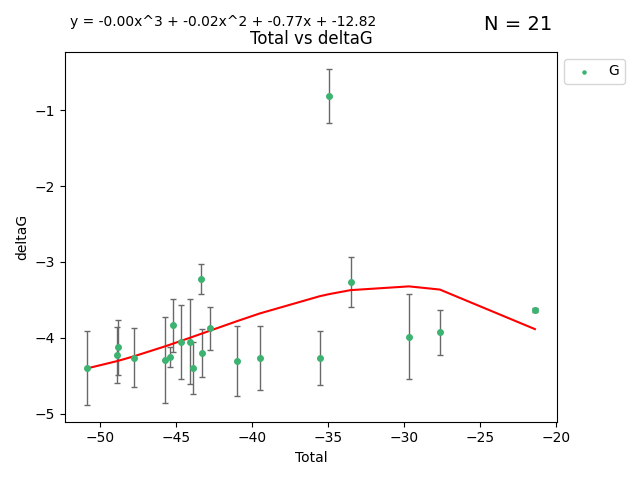 y = -0.00x^3 + -0.02x^2 + -0.77x + -12.82
N = 21
Total vs deltaG
G
deltaG
−1
−2
−3
−4
−5
−50
−45
−40
−35
−30
−25
−20
Total